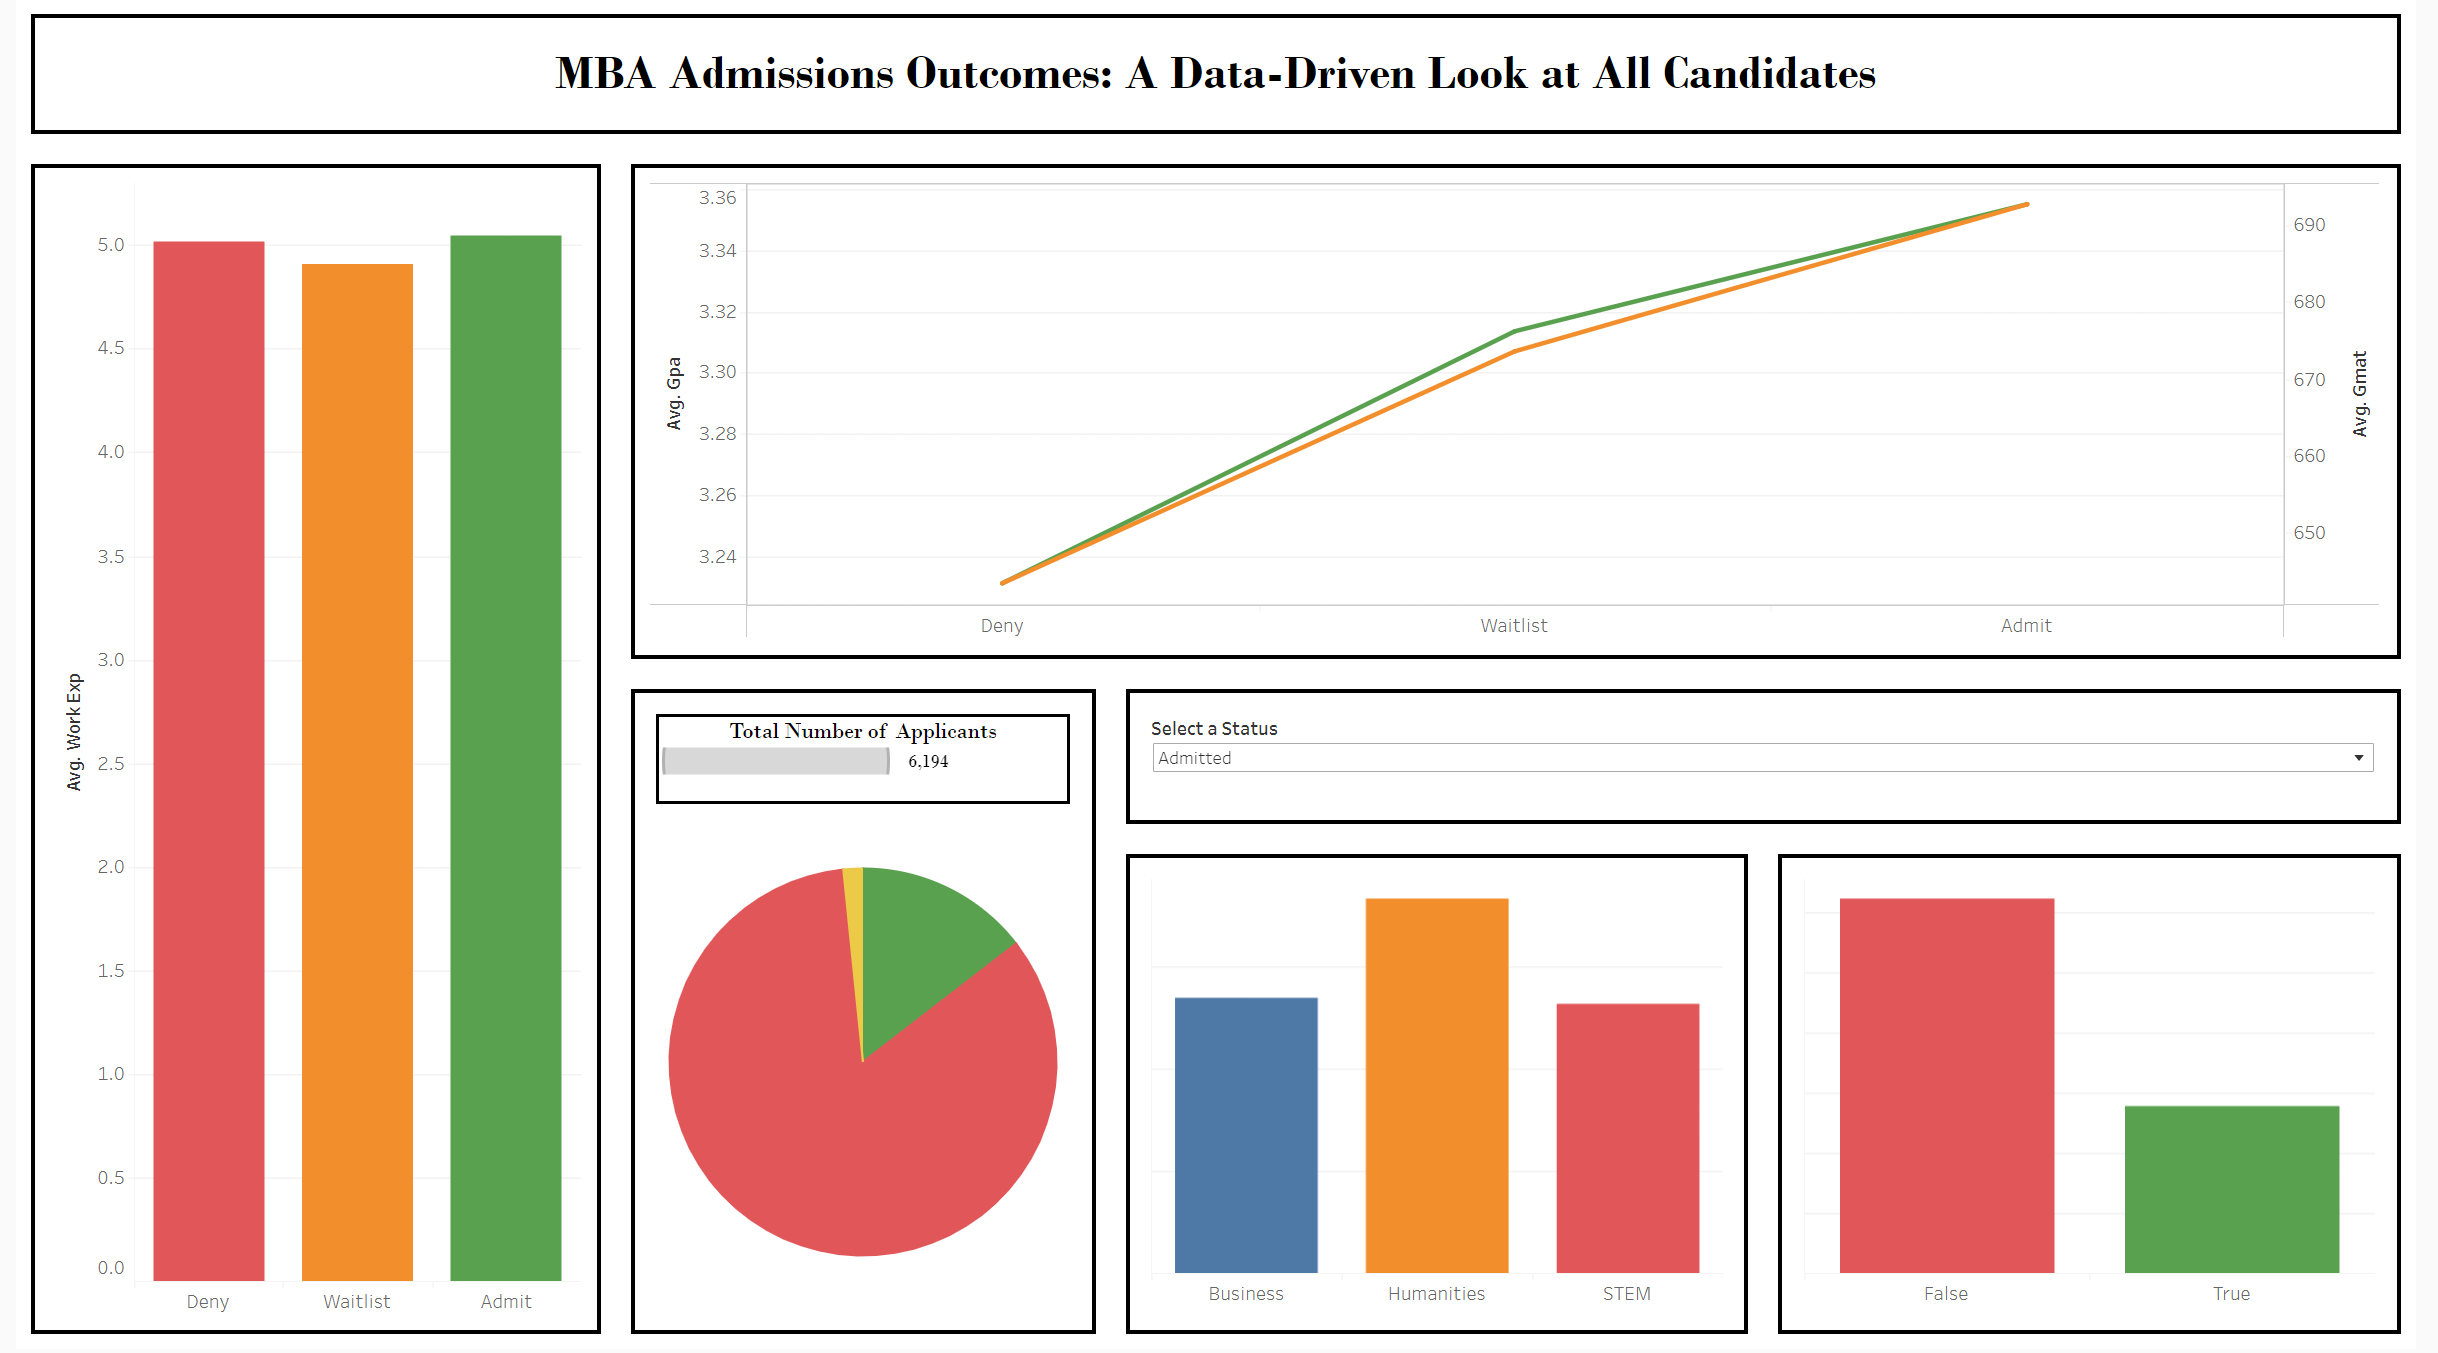 MBA Admissions Outcomes: A Data-Driven Look at All Candidates
Avg. Work Exp
5.0
4.5
4.0
3.5
3.0
2.5
2.0
1.5
1.0
0.5
0.0
Deny Waitlist Admit
Avg. Gpa
3.36
3.34
3.32
3.30
3.28
3.26
3.24
690
680
670
660
650
Avg. Gmat
Deny Waitlist Admit
Total Number of Applicants
6,194
Select a Status
Admitted
Business Humanities STEM
False True